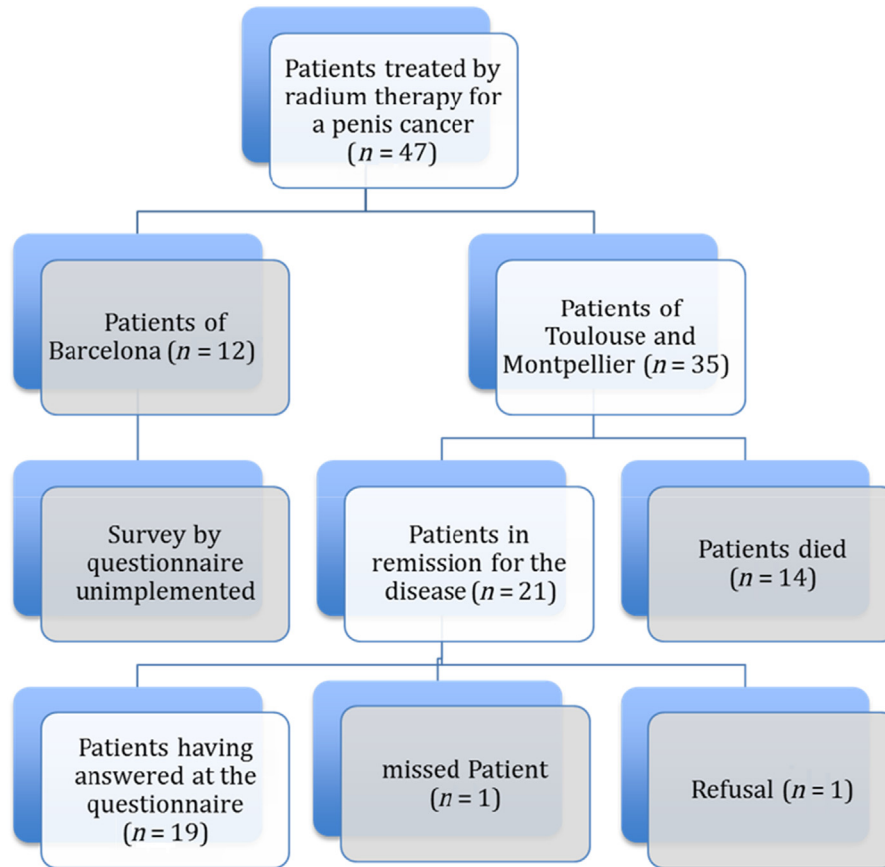 Patients treated by
radium therapy for
a penis cancer
(n = 47)
Patients of
Barcelona (n = 12)
Patients of
Toulouse and
Montpellier (n = 35)
Survey by
questionnaire
unimplemented
Patients in
remission for the
disease (n = 21)
Patients died
(n = 14)
Patients having
answered at the
questionnaire
(n = 19)
missed Patient
(n = 1)
Refusal (n = 1)